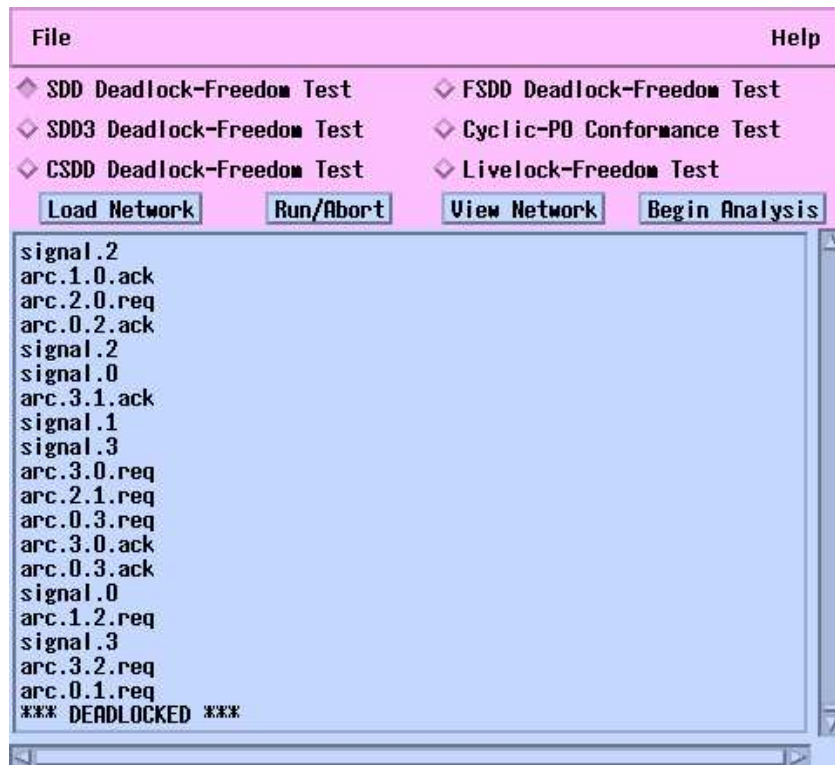 File Help
SDD Deadlock-Freedom Test FSDD Deadlock-Freedom Test
SDD3 Deadlock-Freedom Test Cyclic-PO Conformance Test
CSDD Deadlock-Freedom Test Livelock-Freedom Test
Load Network Run/Abort View Network Begin Analysis
signal.2
arc.1.0.ack
arc.2.0.req
arc.0.2.ack
signal.2
signal.0
arc.3.1.ack
signal.1
signal.3
arc.3.0.req
arc.2.1.req
arc.0.3.req
arc.3.0.ack
arc.0.3.ack
signal.0
arc.1.2.req
signal.3
arc.3.2.req
arc.0.1.req
*** DEADLOCKED ***